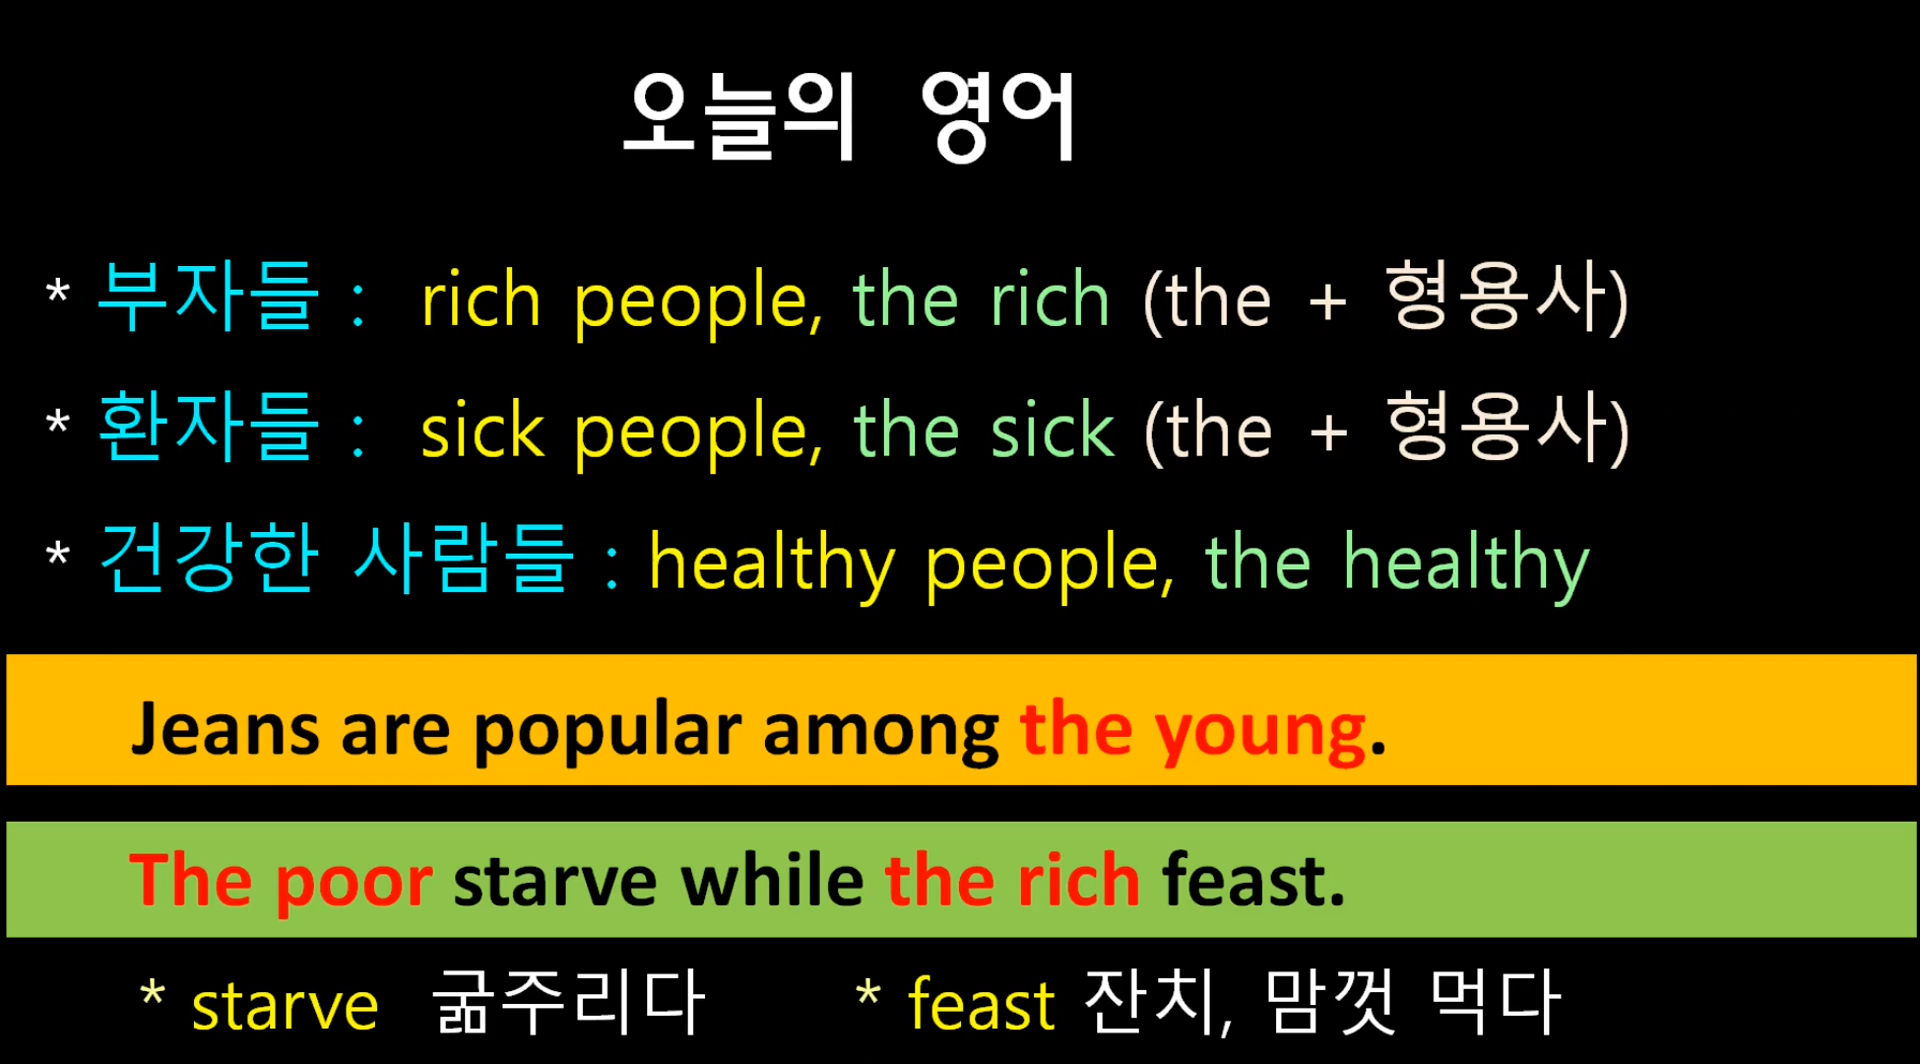 오늘의 영어
* 부자들 : rich people, the rich (the + 형용사)
* 환자들 : sick people, the sick (the + 형용사)
* 건강한 사람들 : healthy people, the healthy
Jeans are popular among the young.
The poor starve while the rich feast.
* starve 굶주리다 * feast 잔치, 맘껏 먹다